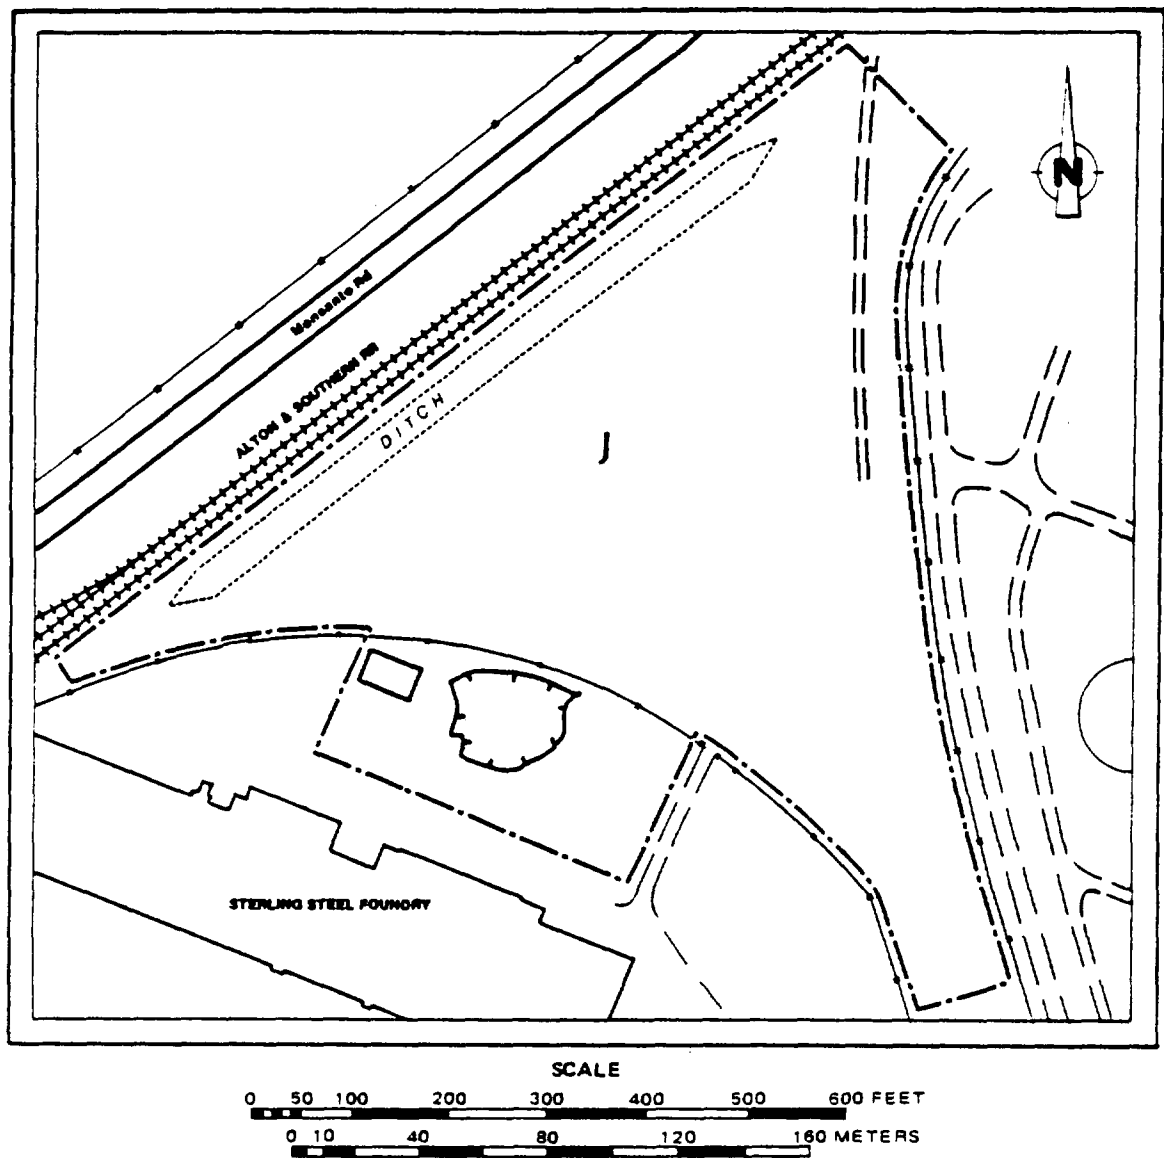 N
Monsanto Rd
ALTON & SOUTHERN RR
DITCH
J
STERLING STEEL FOUNDRY
SCALE
0 50 100 200 300 400 500 600 FEET
0 10 40 80 120 160 METERS